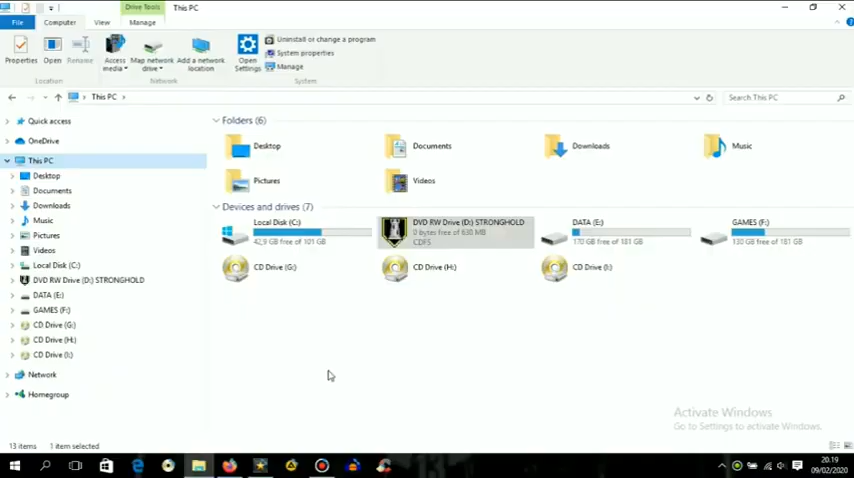 Drive Tools This PC
File Computer View Manage
Properties Open Rename Access media Map network drive Add a network location Open Settings Uninstall or change a program
System properties
Manage
Location Network System
This PC Search This PC
Quick access
OneDrive
This PC
Desktop
Documents
Downloads
Music
Pictures
Videos
Local Disk (C:)
DVD RW Drive (D:) STRONGHOLD
DATA (E:)
GAMES (F:)
CD Drive (G:)
CD Drive (H:)
CD Drive (I:)
Network
Homegroup
Folders (6)
Desktop Documents Downloads Music
Pictures Videos
Devices and drives (7)
Local Disk (C:) DVD RW Drive (D:) STRONGHOLD DATA (E:) GAMES (F:)
42,9 GB free of 101 GB 0 bytes free of 630 MB 170 GB free of 181 GB 130 GB free of 181 GB
CDFS
CD Drive (G:) CD Drive (H:) CD Drive (I:)
Activate Windows
Go to Settings to activate Windows.
13 items 1 item selected
20.19
09/02/2020